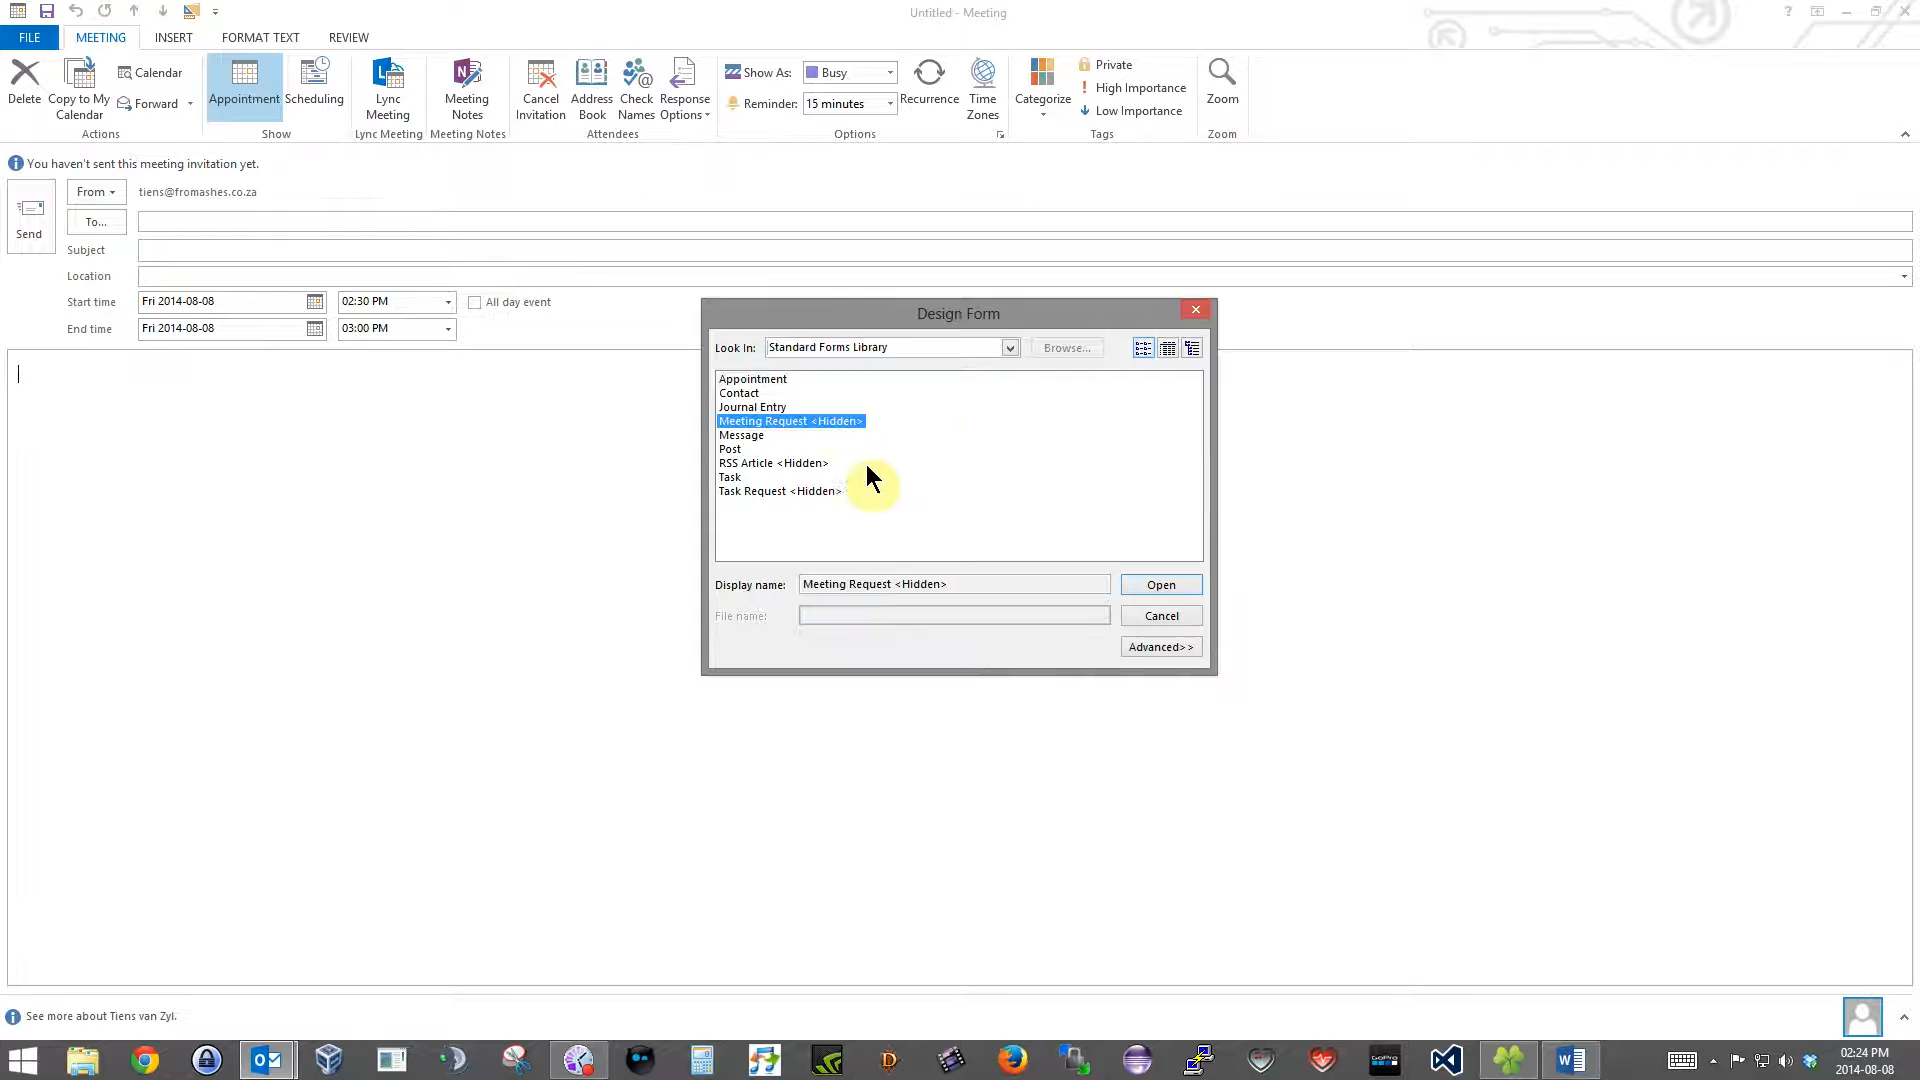 Untitled - Meeting
FILE MEETING INSERT FORMAT TEXT REVIEW
Delete
Copy to My Calendar
Calendar
Forward
Actions
Appointment
Scheduling
Show
Lync Meeting
Lync Meeting
Meeting Notes
Meeting Notes
Cancel Invitation
Address Book
Check Names
Response Options
Attendees
Show As: Busy
Reminder: 15 minutes
Recurrence
Time Zones
Options
Categorize
Private
High Importance
Low Importance
Tags
Zoom
Zoom
You haven't sent this meeting invitation yet.
Send
From tiens@fromashes.co.za
To...
Subject
Location
Start time Fri 2014-08-08 02:30 PM All day event
End time Fri 2014-08-08 03:00 PM
Design Form
Look In: Standard Forms Library Browse...
Appointment
Contact
Journal Entry
Meeting Request <Hidden>
Message
Post
RSS Article <Hidden>
Task
Task Request <Hidden>
Display name: Meeting Request <Hidden> Open
File name: Cancel
Advanced>>
See more about Tiens van Zyl.
GoPro
02:24 PM
2014-08-08